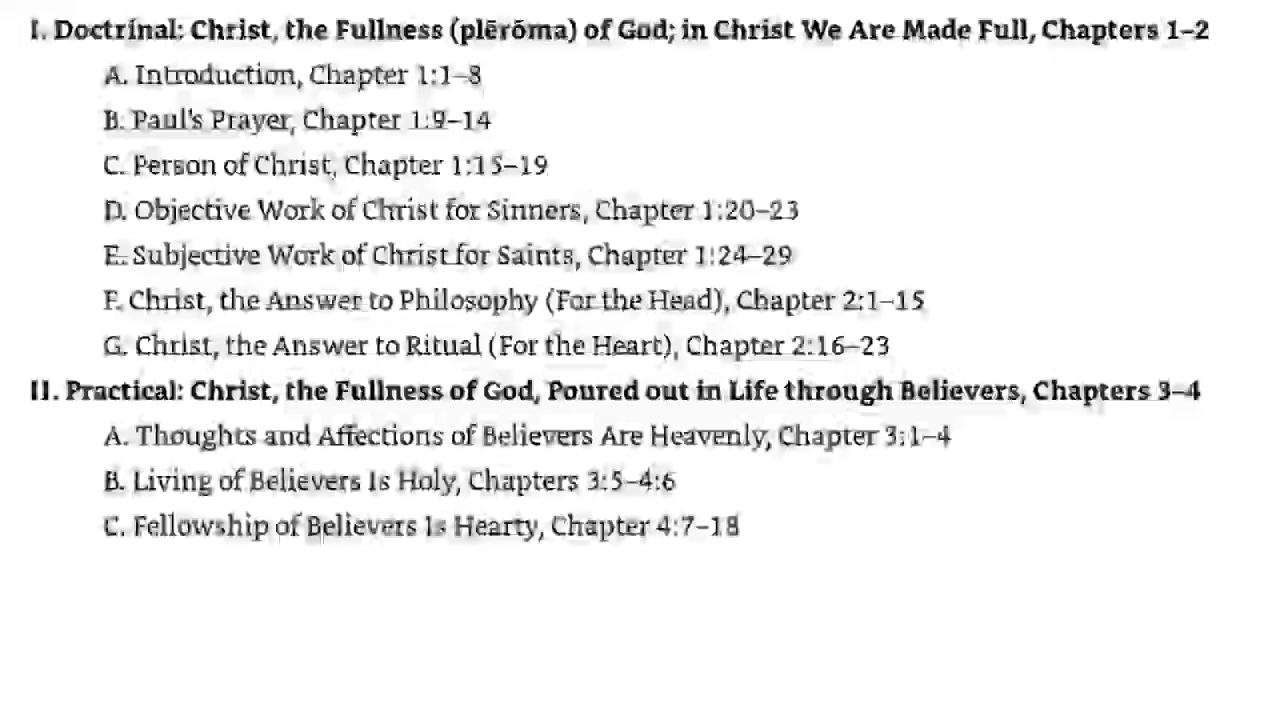 I. Doctrinal: Christ, the Fullness (plērōma) of God; in Christ We Are Made Full, Chapters 1–2
A. Introduction, Chapter 1:1–8
B. Paul's Prayer, Chapter 1:9–14
C. Person of Christ, Chapter 1:15–19
D. Objective Work of Christ for Sinners, Chapter 1:20–23
E. Subjective Work of Christ for Saints, Chapter 1:24–29
F. Christ, the Answer to Philosophy (For the Head), Chapter 2:1–15
G. Christ, the Answer to Ritual (For the Heart), Chapter 2:16–23
II. Practical: Christ, the Fullness of God, Poured out in Life through Believers, Chapters 3–4
A. Thoughts and Affections of Believers Are Heavenly, Chapter 3:1–4
B. Living of Believers Is Holy, Chapters 3:5–4:6
C. Fellowship of Believers Is Hearty, Chapter 4:7–18